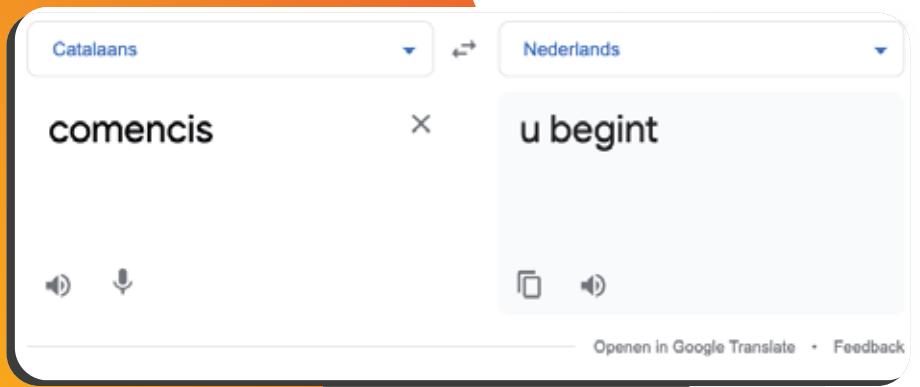 Catalaans Nederlands
comencis u begint
Openen in Google Translate • Feedback